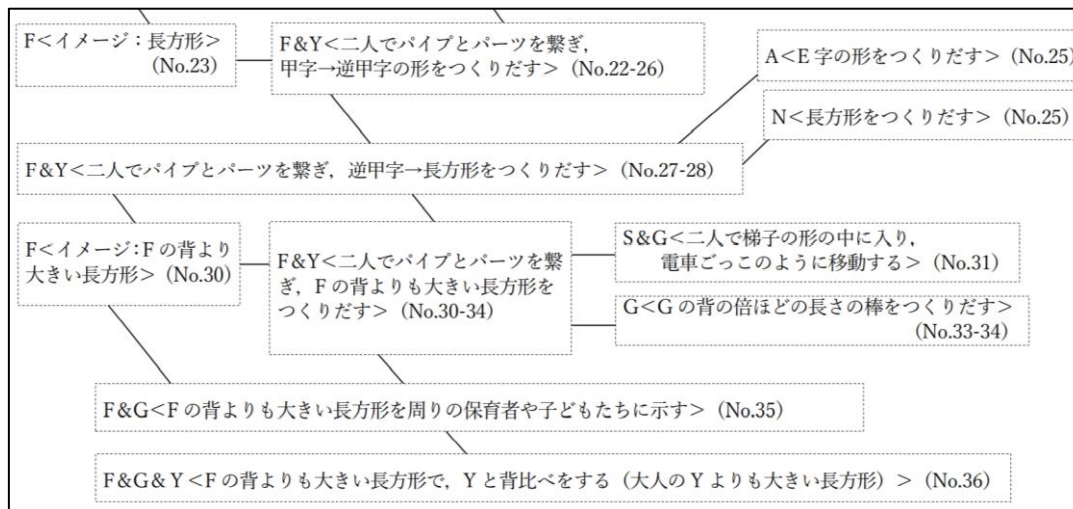 F<イメージ：長方形>
(No.23)
F&Y<二人でパイプとパーツを繋ぎ，
甲字→逆甲字の形をつくりだす>（No.22-26）
A<E字の形をつくりだす>（No.25）
N<長方形をつくりだす>（No.25）
F&Y<二人でパイプとパーツを繋ぎ，逆甲字→長方形をつくりだす>（No.27-28）
F<イメージ：Fの背より
大きい長方形>（No.30）
F&Y<二人でパイプとパーツを繋
ぎ，Fの背よりも大きい長方形を
つくりだす>（No.30-34）
S&G<二人で梯子の形の中に入り，
電車ごっこのように移動する>（No.31）
G<Gの背の倍ほどの長さの棒をつくりだす>
(No.33-34)
F&G<Fの背よりも大きい長方形を周りの保育者や子どもたちに示す>（No.35）
F&G&Y<Fの背よりも大きい長方形で，Yと背比べをする（大人のYよりも大きい長方形）>（No.36）